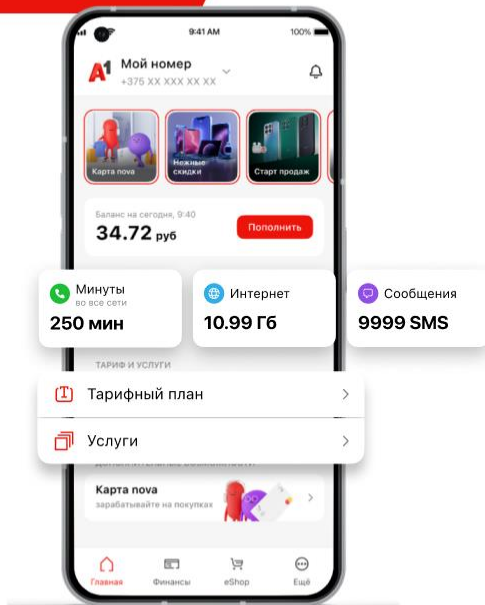 9:41 AM
100%
A1
Мой номер
+375 XX XXX XX XX
Карта nova
Нежные
скидки
Старт продаж
Баланс на сегодня, 9:40
34.72 руб
Пополнить
Минуты
во все сети
250 мин
Интернет
10.99 Гб
Сообщения
9999 SMS
ТАРИФ И УСЛУГИ
Тарифный план
Услуги
Карта nova
зарабатывайте на покупках
Главная
Финансы
eShop
Ещё